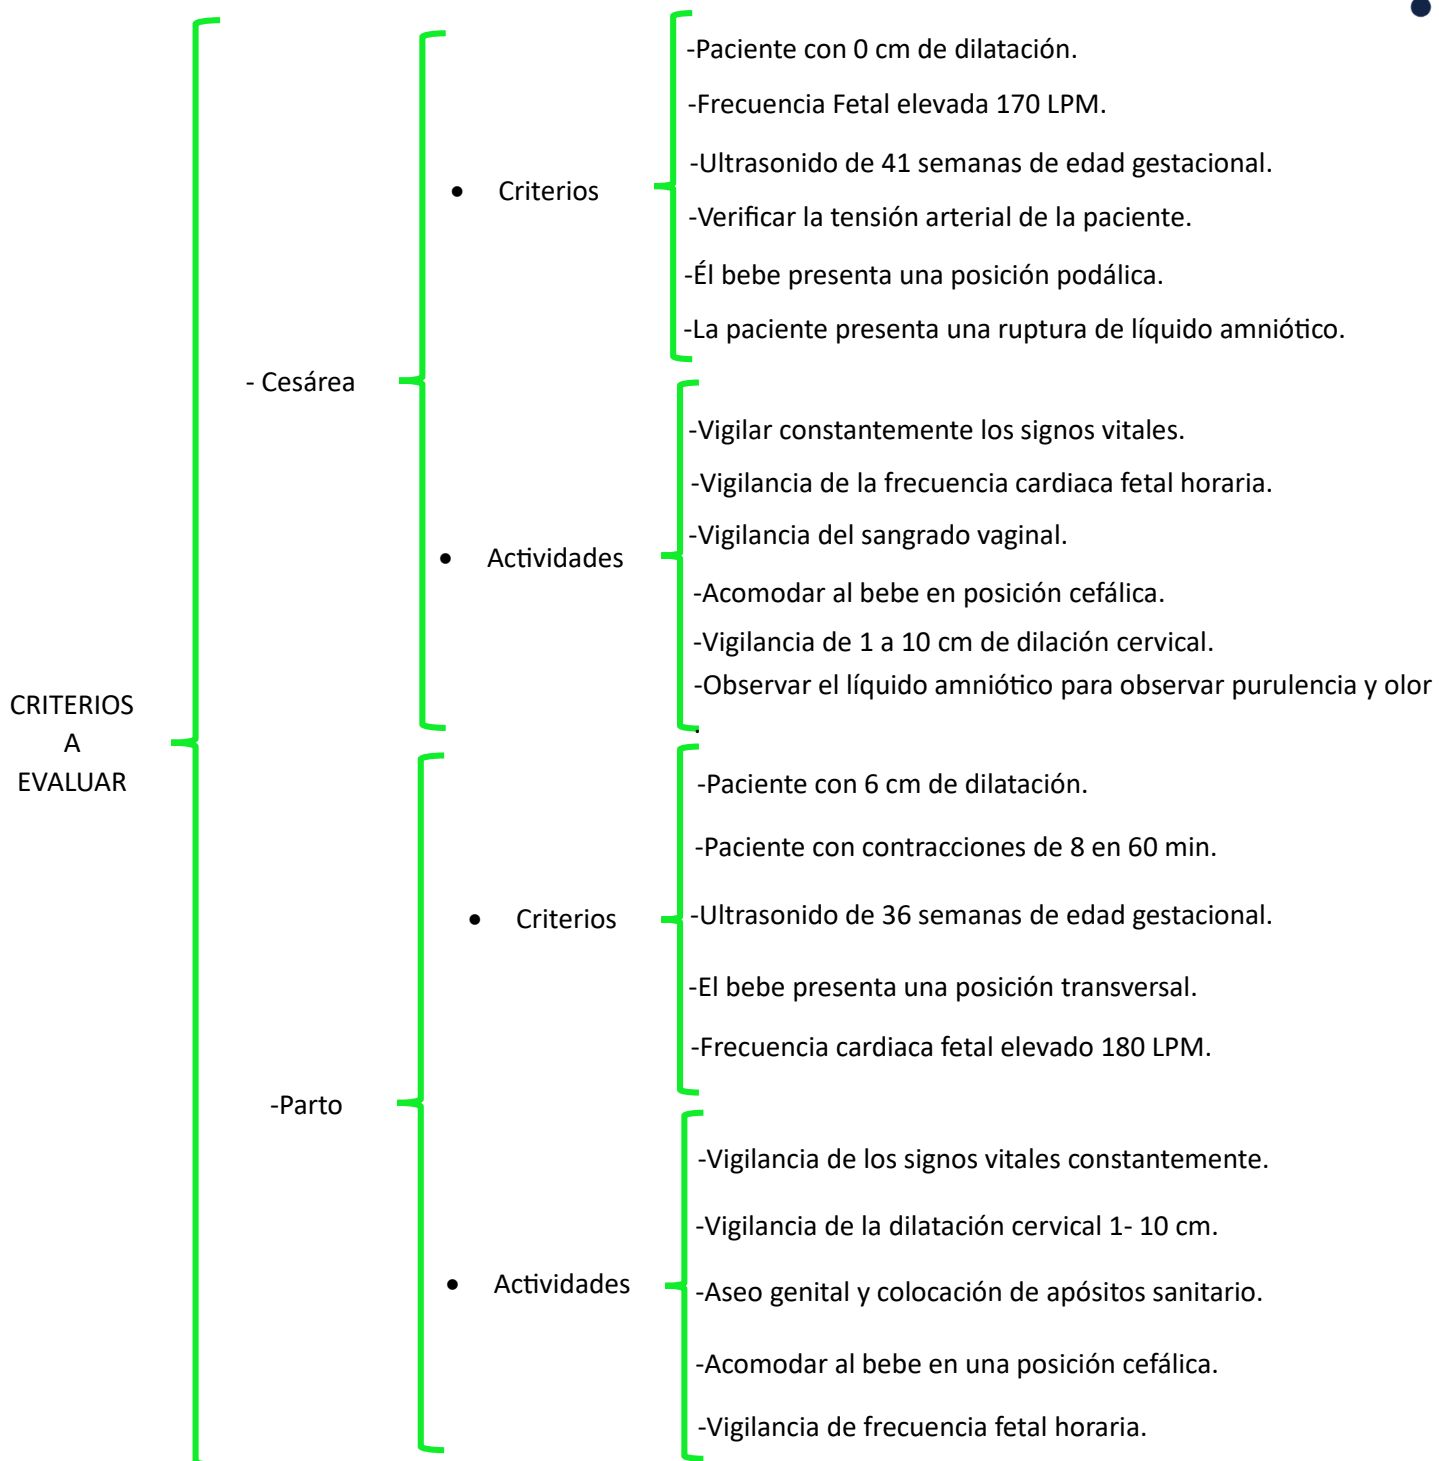 CRITERIOS
A
EVALUAR
- Cesárea
• Criterios
-Paciente con 0 cm de dilatación.
-Frecuencia Fetal elevada 170 LPM.
-Ultrasonido de 41 semanas de edad gestacional.
-Verificar la tensión arterial de la paciente.
-Él bebe presenta una posición podálica.
-La paciente presenta una ruptura de líquido amniótico.
• Actividades
-Vigilar constantemente los signos vitales.
-Vigilancia de la frecuencia cardiaca fetal horaria.
-Vigilancia del sangrado vaginal.
-Acomodar al bebe en posición cefálica.
-Vigilancia de 1 a 10 cm de dilación cervical.
-Observar el líquido amniótico para observar purulencia y olor
.
-Parto
• Criterios
-Paciente con 6 cm de dilatación.
-Paciente con contracciones de 8 en 60 min.
-Ultrasonido de 36 semanas de edad gestacional.
-El bebe presenta una posición transversal.
-Frecuencia cardiaca fetal elevado 180 LPM.
• Actividades
-Vigilancia de los signos vitales constantemente.
-Vigilancia de la dilatación cervical 1- 10 cm.
-Aseo genital y colocación de apósitos sanitario.
-Acomodar al bebe en una posición cefálica.
-Vigilancia de frecuencia fetal horaria.